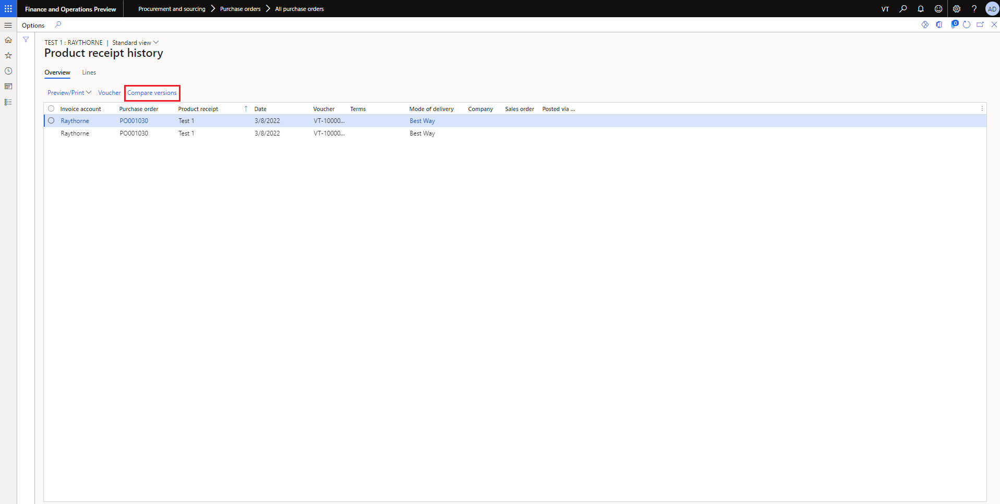 Finance and Operations Preview Procurement and sourcing Purchase orders All purchase orders VT ? AD
Options 0
TEST 1 : RAYTHORNE | Standard view
Product receipt history
Overview Lines
Preview/Print Voucher Compare versions
Invoice account Purchase order Product receipt ↑ Date Voucher Terms Mode of delivery Company Sales order Posted via ...
Raythorne PO001030 Test 1 3/8/2022 VT-10000... Best Way
Raythorne PO001030 Test 1 3/8/2022 VT-10000... Best Way